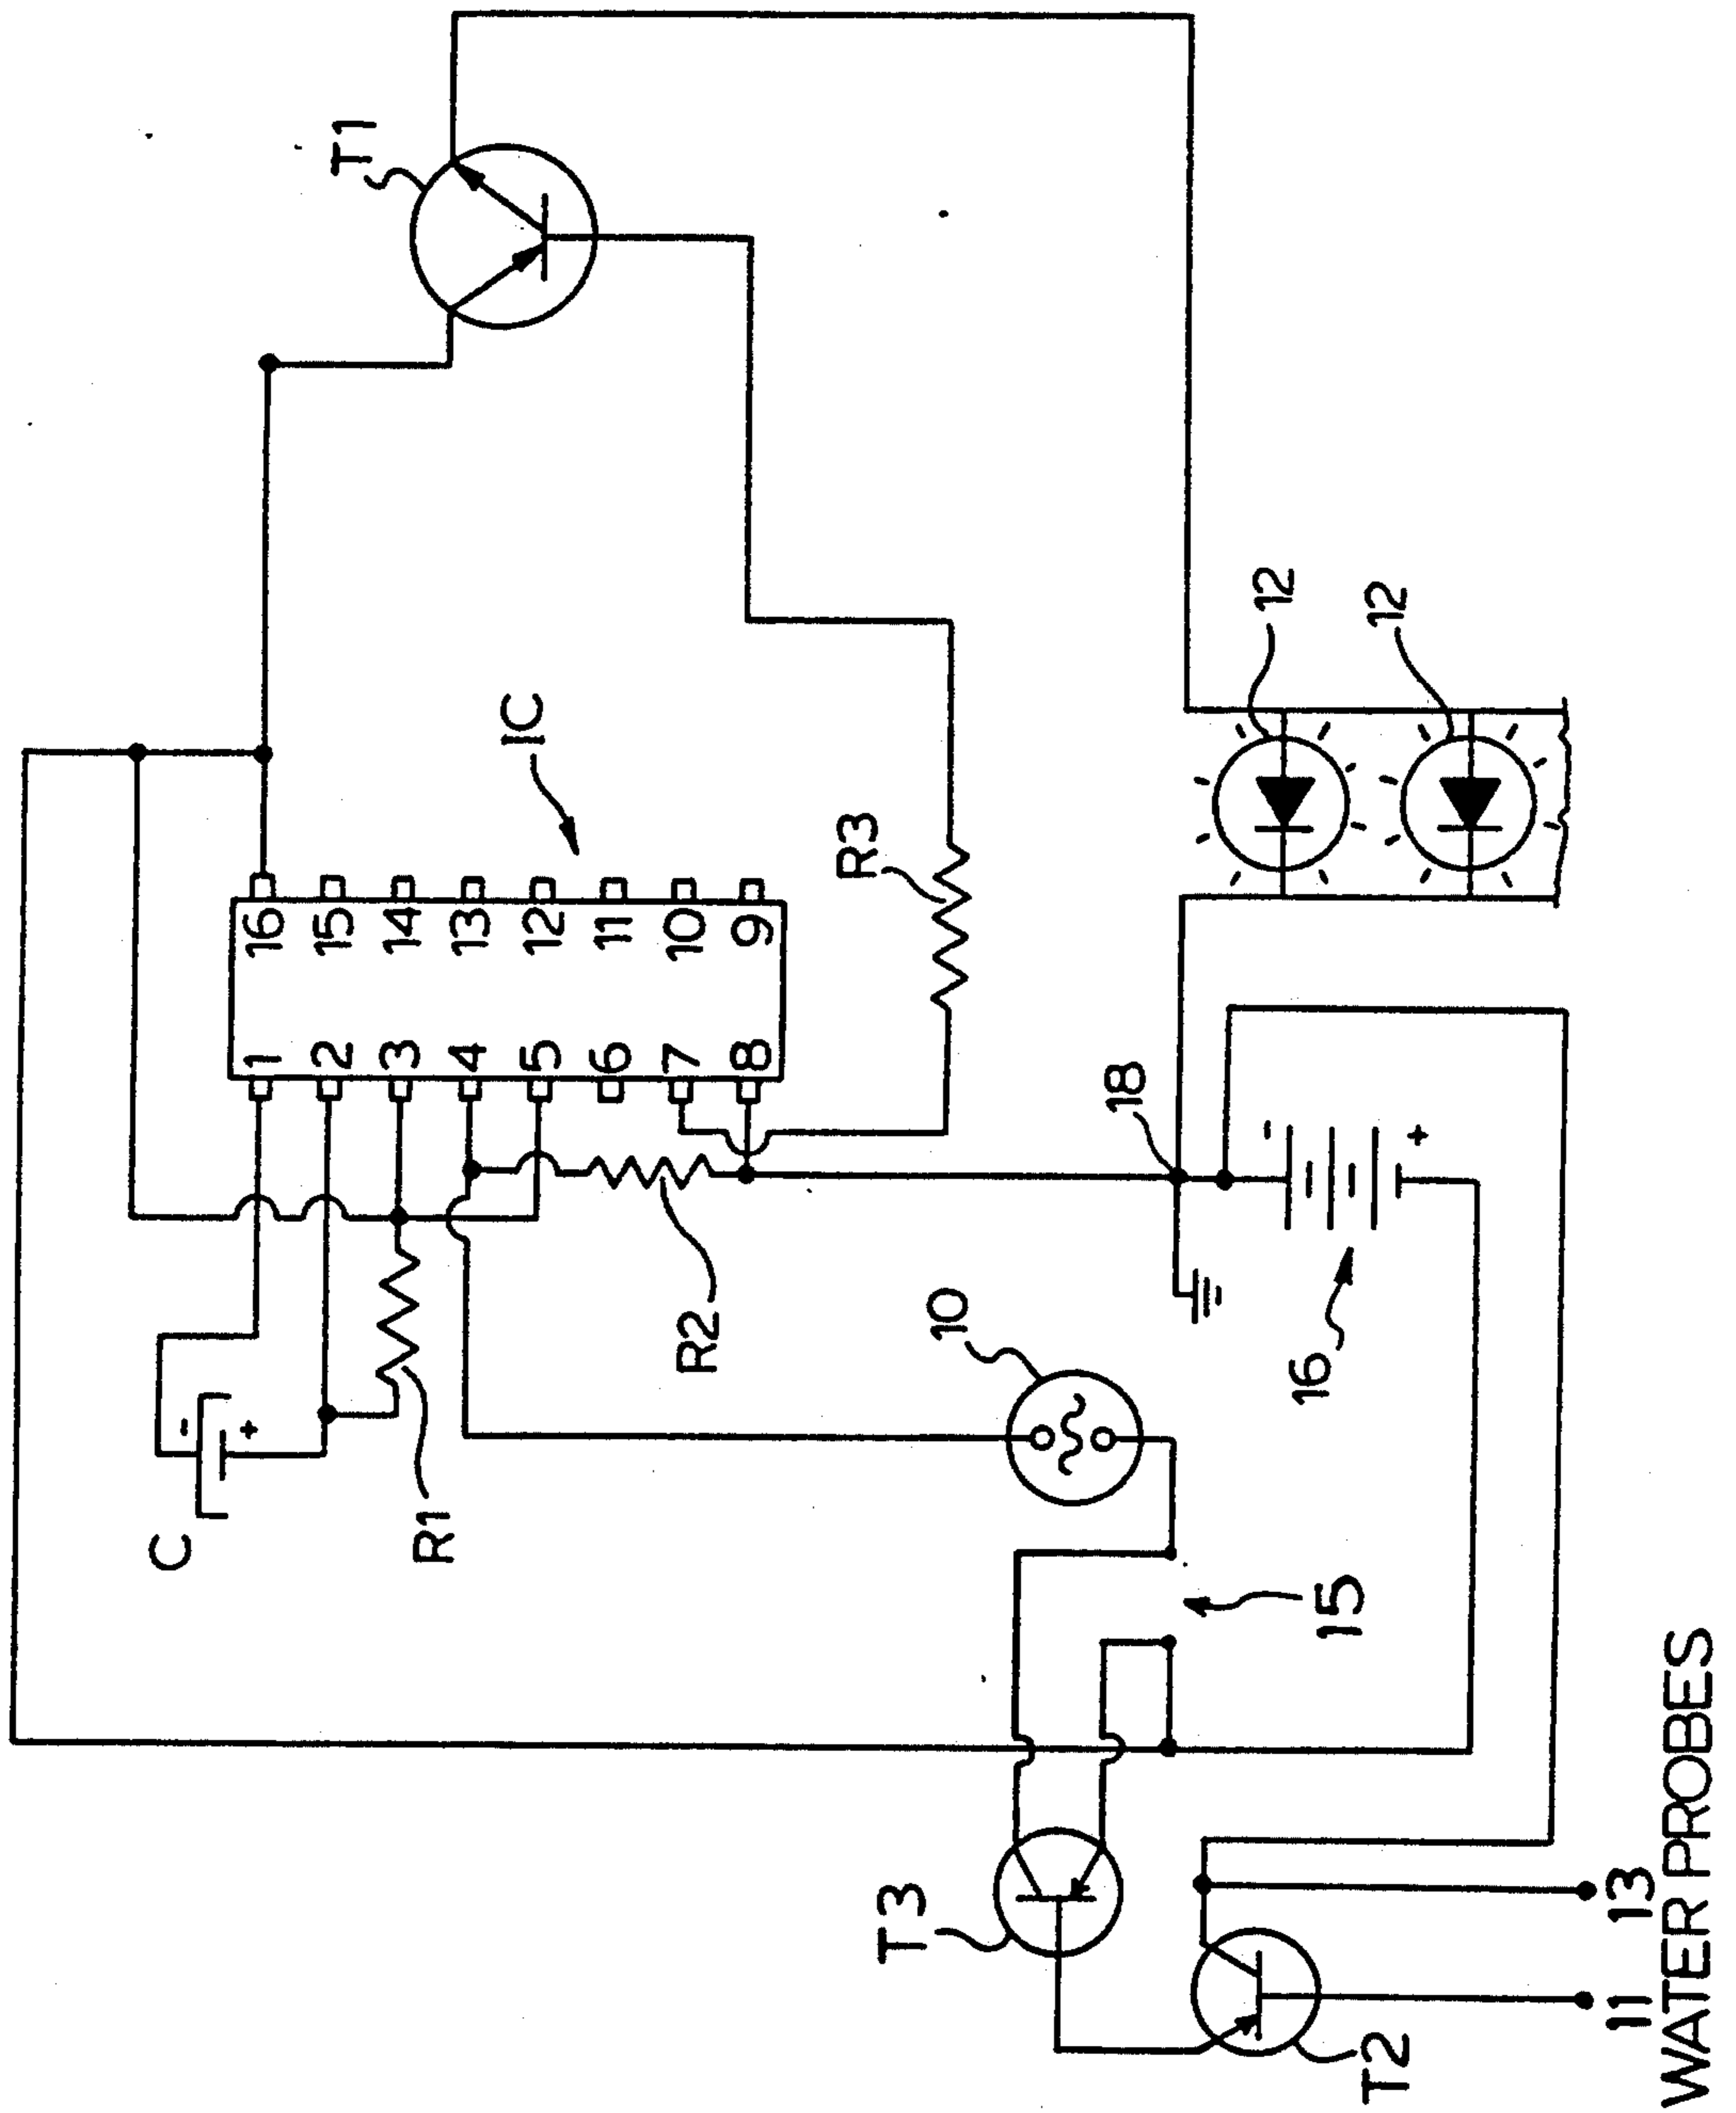 T1
IC
16 15 14 13 12 11 10 9
1 2 3 4 5 6 7 8
C
-
+
R1
R2
R3
12
12
18
-
+
16
10
15
T3
T2
11 13
WATER PROBES